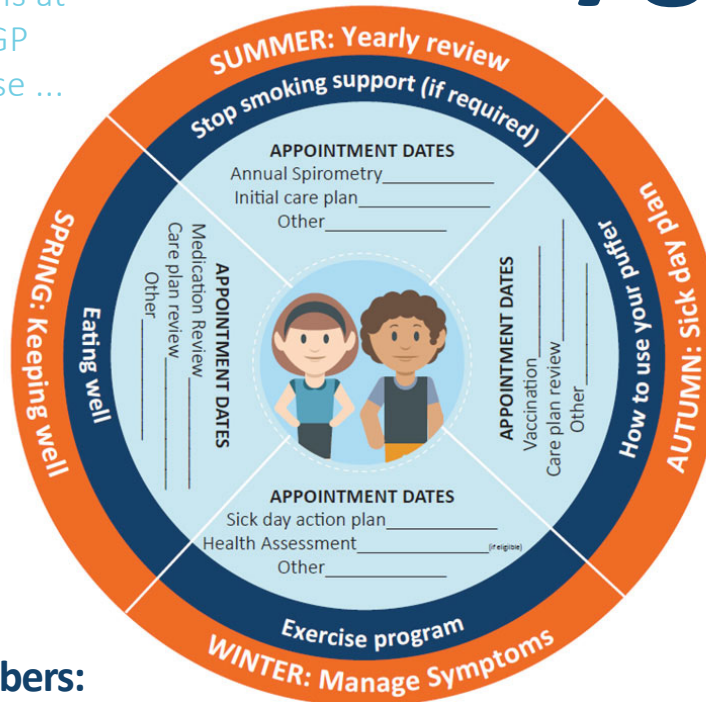 GP
se ...
SUMMER: Yearly review
Stop smoking support (if required)
APPOINTMENT DATES
Annual Spirometry
Initial care plan
Other
AUTUMN: Sick day plan
How to use your puffer
APPOINTMENT DATES
Vaccination
Care plan review
Other
APPOINTMENT DATES
Sick day action plan
Health Assessment (if eligible)
Other
Exercise program
WINTER: Manage Symptoms
SPRING: Keeping well
Eating well
APPOINTMENT DATES
Medication Review
Care plan review
Other
bers: